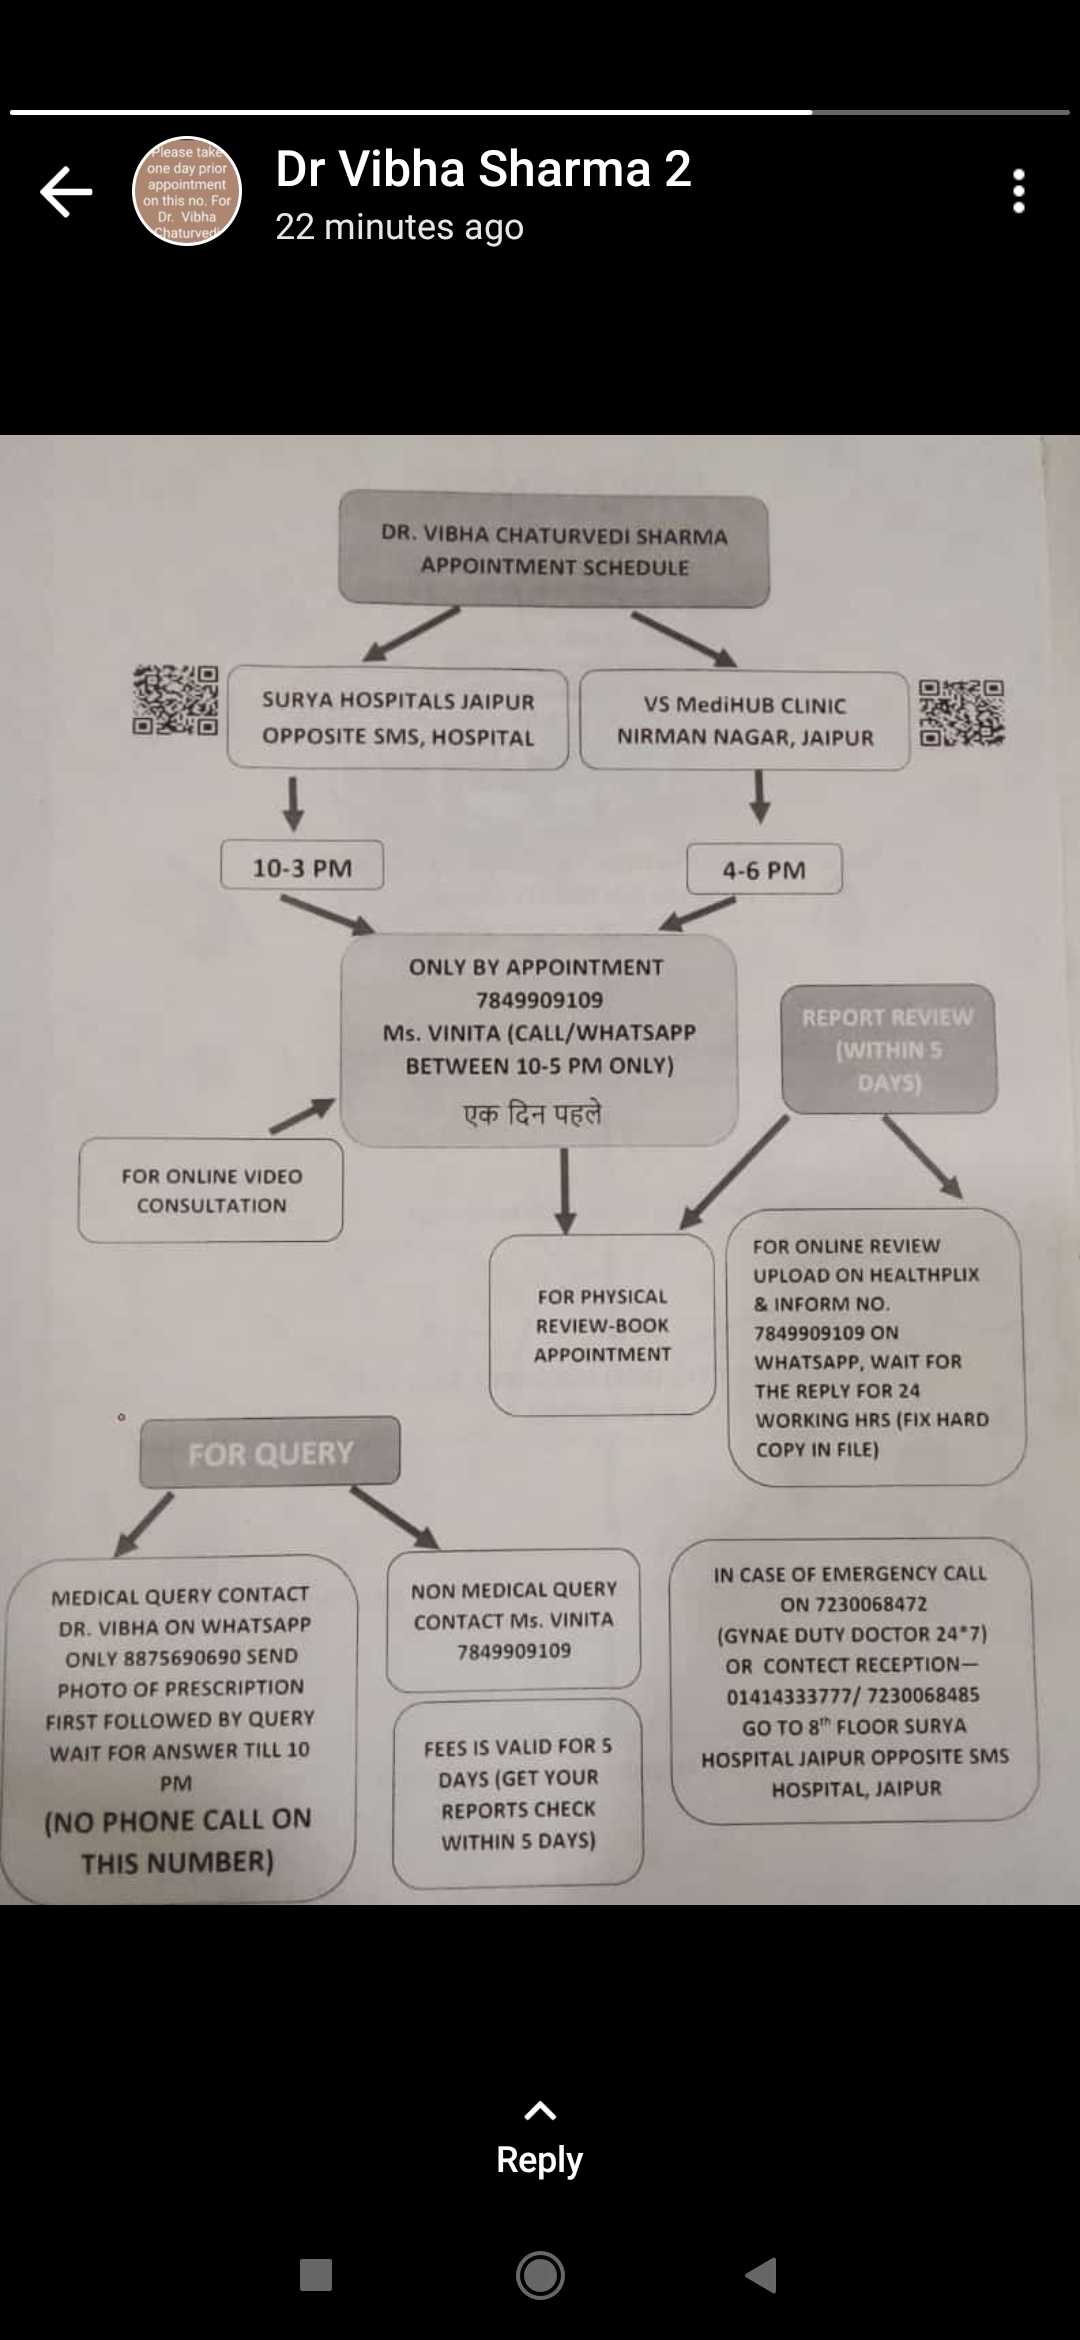 Please take
one day prior
appointment
on this no. For
Dr. Vibha
Chaturvedi
Dr Vibha Sharma 2
22 minutes ago
DR. VIBHA CHATURVEDI SHARMA
APPOINTMENT SCHEDULE
SURYA HOSPITALS JAIPUR
OPPOSITE SMS, HOSPITAL
VS MediHUB CLINIC
NIRMAN NAGAR, JAIPUR
10-3 PM
4-6 PM
ONLY BY APPOINTMENT
7849909109
Ms. VINITA (CALL/WHATSAPP
BETWEEN 10-5 PM ONLY)
एक दिन पहले
REPORT REVIEW
(WITHIN 5
DAYS)
FOR ONLINE VIDEO
CONSULTATION
FOR PHYSICAL
REVIEW-BOOK
APPOINTMENT
FOR ONLINE REVIEW
UPLOAD ON HEALTHPLIX
& INFORM NO.
7849909109 ON
WHATSAPP, WAIT FOR
THE REPLY FOR 24
WORKING HRS (FIX HARD
COPY IN FILE)
FOR QUERY
MEDICAL QUERY CONTACT
DR. VIBHA ON WHATSAPP
ONLY 8875690690 SEND
PHOTO OF PRESCRIPTION
FIRST FOLLOWED BY QUERY
WAIT FOR ANSWER TILL 10
PM
(NO PHONE CALL ON
THIS NUMBER)
NON MEDICAL QUERY
CONTACT Ms. VINITA
7849909109
FEES IS VALID FOR 5
DAYS (GET YOUR
REPORTS CHECK
WITHIN 5 DAYS)
IN CASE OF EMERGENCY CALL
ON 7230068472
(GYNAE DUTY DOCTOR 24*7)
OR CONTECT RECEPTION—
01414333777/ 7230068485
GO TO 8th FLOOR SURYA
HOSPITAL JAIPUR OPPOSITE SMS
HOSPITAL, JAIPUR
Reply